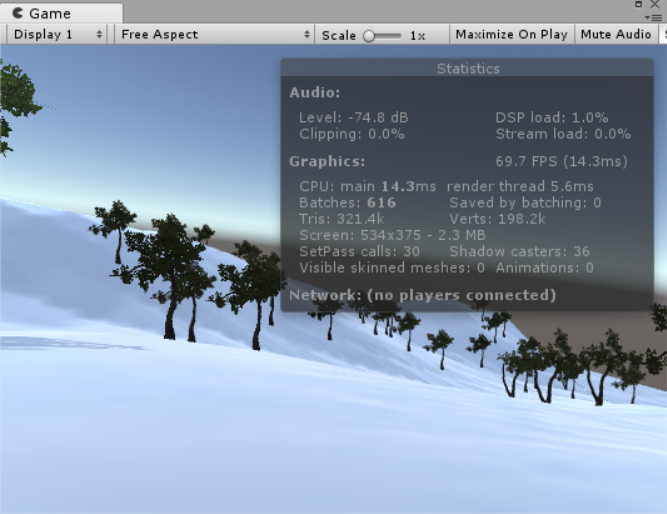 Game
Display 1 Free Aspect Scale 1x Maximize On Play Mute Audio
Statistics
Audio:
Level: -74.8 dB DSP load: 1.0%
Clipping: 0.0% Stream load: 0.0%
Graphics: 69.7 FPS (14.3ms)
CPU: main 14.3ms render thread 5.6ms
Batches: 616 Saved by batching: 0
Tris: 321.4k Verts: 198.2k
Screen: 534x375 - 2.3 MB
SetPass calls: 30 Shadow casters: 36
Visible skinned meshes: 0 Animations: 0
Network: (no players connected)